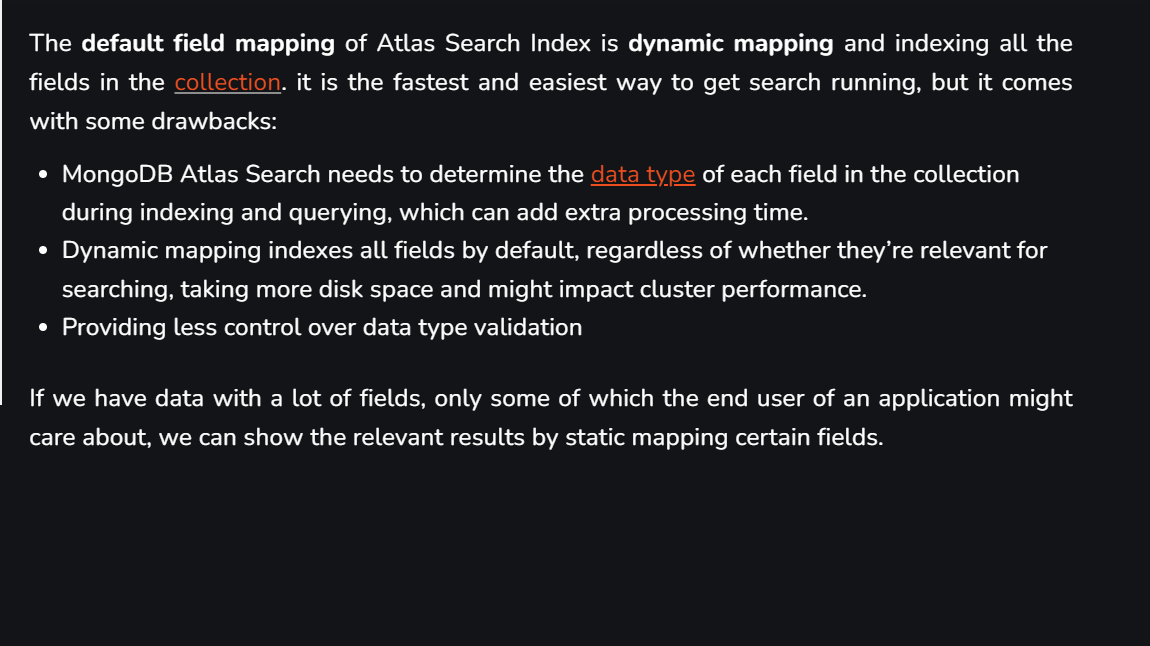 The default field mapping of Atlas Search Index is dynamic mapping and indexing all the
fields in the collection. it is the fastest and easiest way to get search running, but it comes
with some drawbacks:
• MongoDB Atlas Search needs to determine the data type of each field in the collection
during indexing and querying, which can add extra processing time.
• Dynamic mapping indexes all fields by default, regardless of whether they’re relevant for
searching, taking more disk space and might impact cluster performance.
• Providing less control over data type validation
If we have data with a lot of fields, only some of which the end user of an application might
care about, we can show the relevant results by static mapping certain fields.